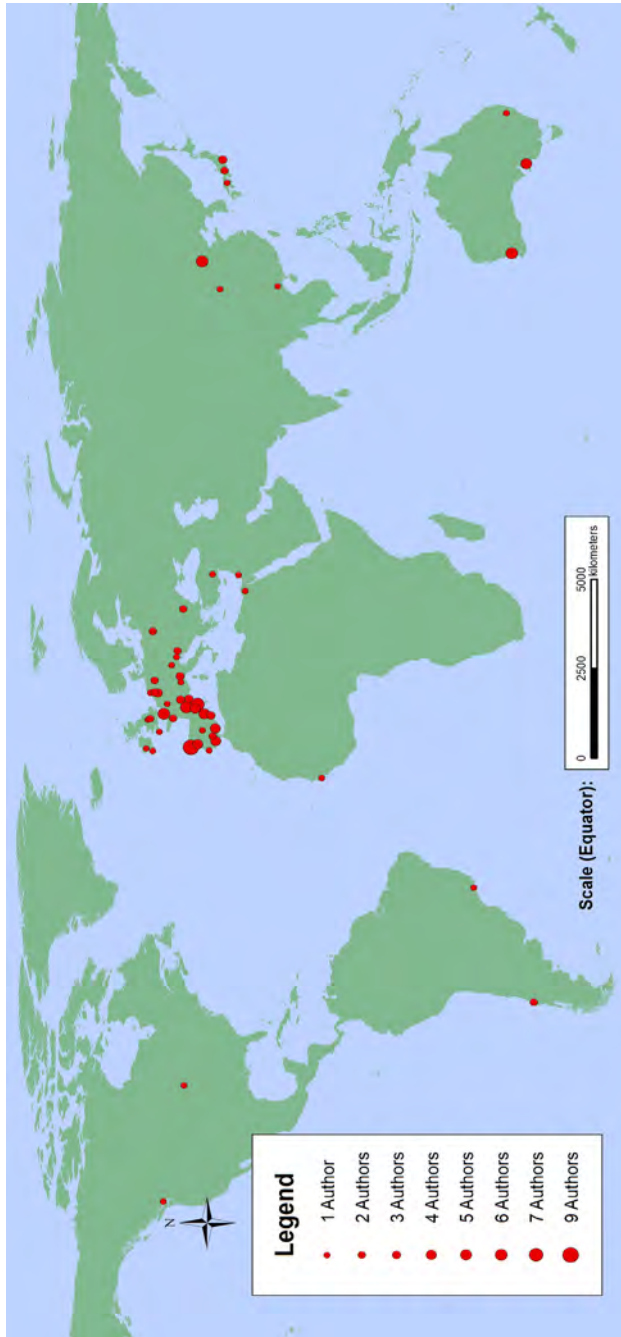 N
Legend
1 Author
2 Authors
3 Authors
4 Authors
5 Authors
6 Authors
7 Authors
9 Authors
Scale (Equator):
0 2500 5000
kilometers